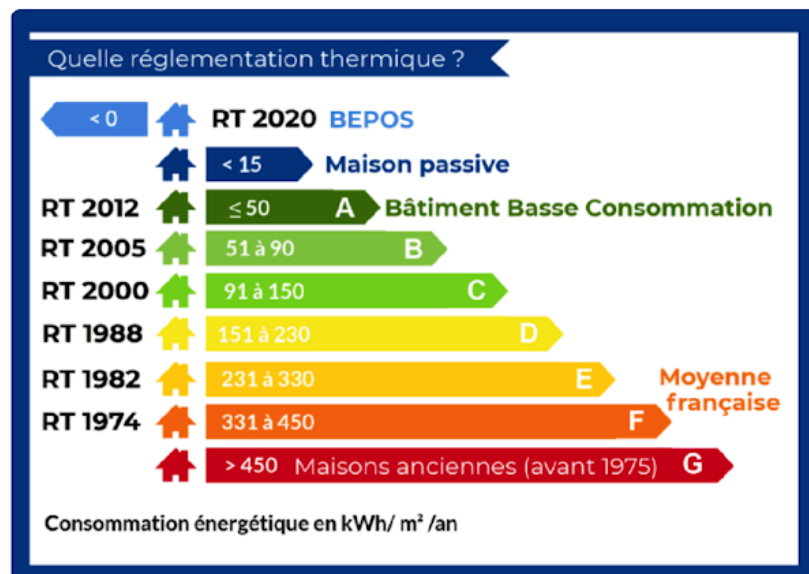 Quelle réglementation thermique ?
< 0 RT 2020 BEPOS
< 15 Maison passive
RT 2012 ≤ 50 A Bâtiment Basse Consommation
RT 2005 51 à 90 B
RT 2000 91 à 150 C
RT 1988 151 à 230 D
RT 1982 231 à 330 E Moyenne
française
RT 1974 331 à 450 F
> 450 Maisons anciennes (avant 1975) G
Consommation énergétique en kWh/ m² /an